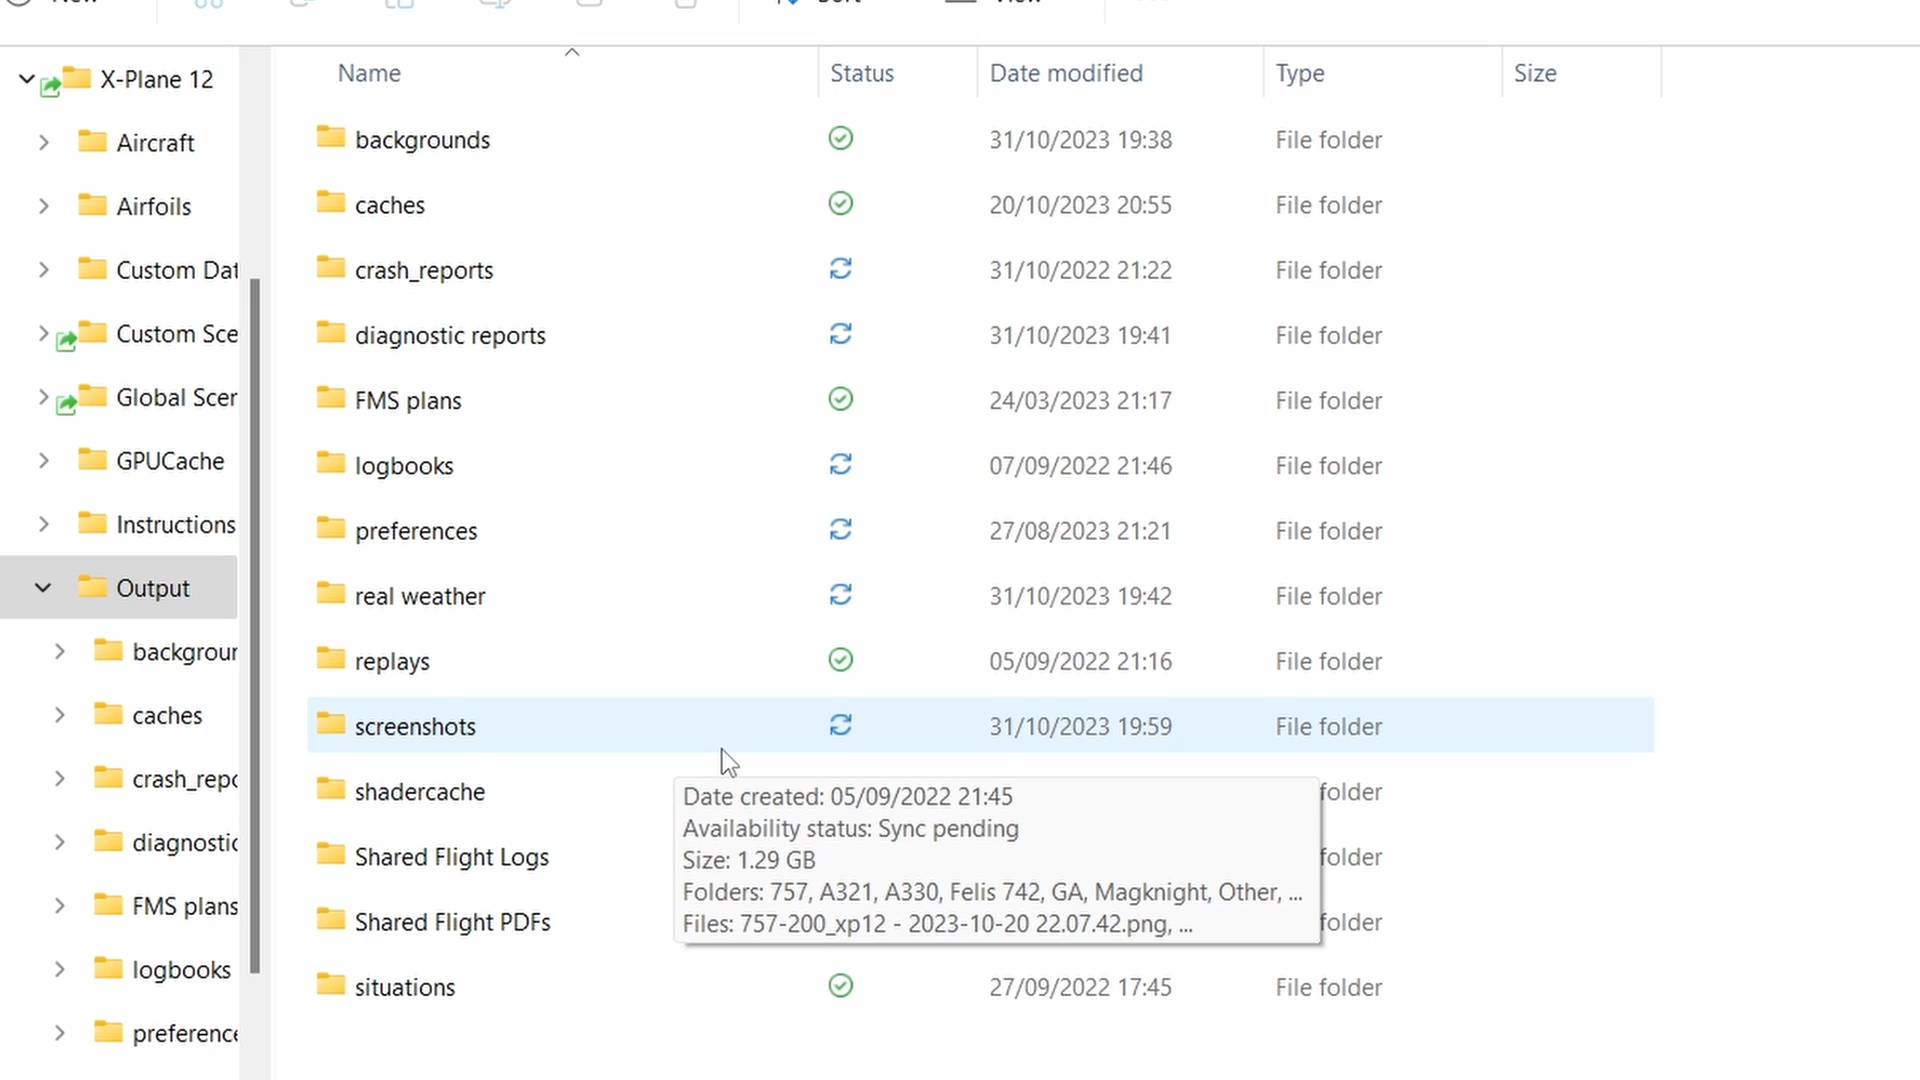 New
Sort
View
X-Plane 12
Aircraft
Airfoils
Custom Dat
Custom Sce
Global Scer
GPUCache
Instructions
Output
backgrour
caches
crash_repo
diagnostic
FMS plans
logbooks
preference
Name Status Date modified Type Size
backgrounds 31/10/2023 19:38 File folder
caches 20/10/2023 20:55 File folder
crash_reports 31/10/2022 21:22 File folder
diagnostic reports 31/10/2023 19:41 File folder
FMS plans 24/03/2023 21:17 File folder
logbooks 07/09/2022 21:46 File folder
preferences 27/08/2023 21:21 File folder
real weather 31/10/2023 19:42 File folder
replays 05/09/2022 21:16 File folder
screenshots 31/10/2023 19:59 File folder
shadercache folder
Shared Flight Logs folder
Shared Flight PDFs folder
situations 27/09/2022 17:45 File folder
Date created: 05/09/2022 21:45
Availability status: Sync pending
Size: 1.29 GB
Folders: 757, A321, A330, Felis 742, GA, Magknight, Other, ...
Files: 757-200_xp12 - 2023-10-20 22.07.42.png, ...